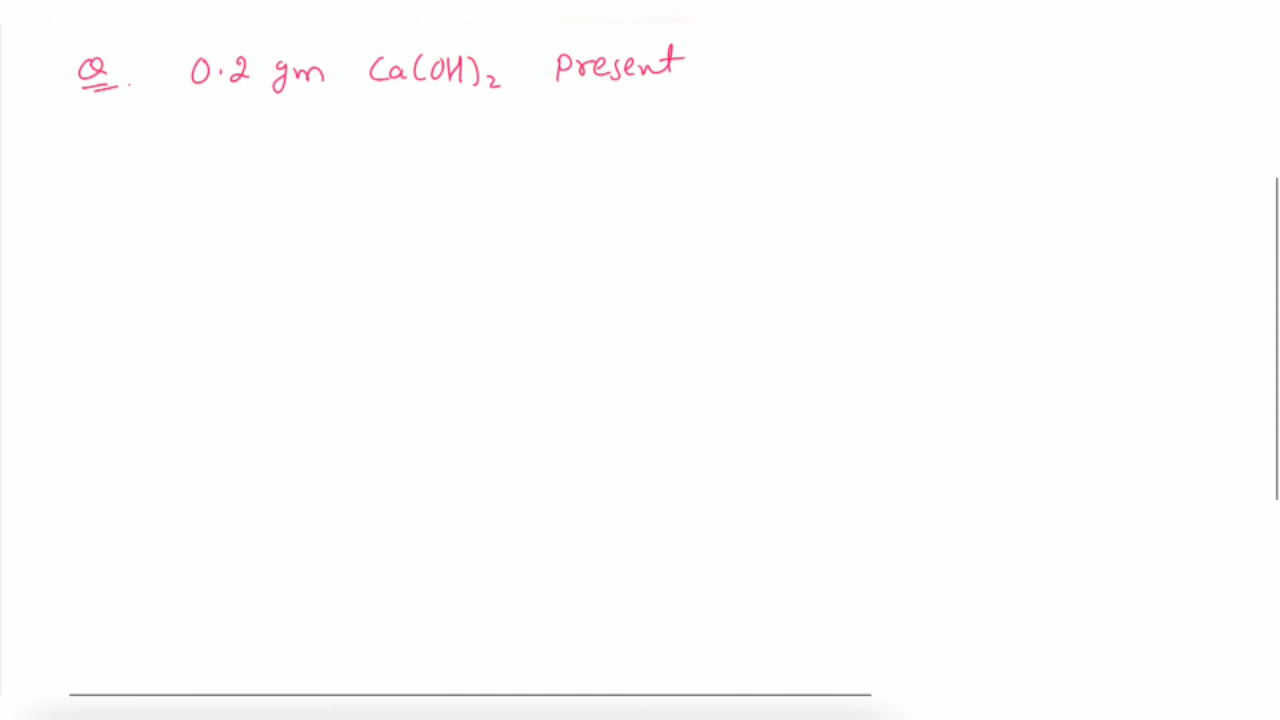 Q. 0.2 gm Ca(OH)₂ present